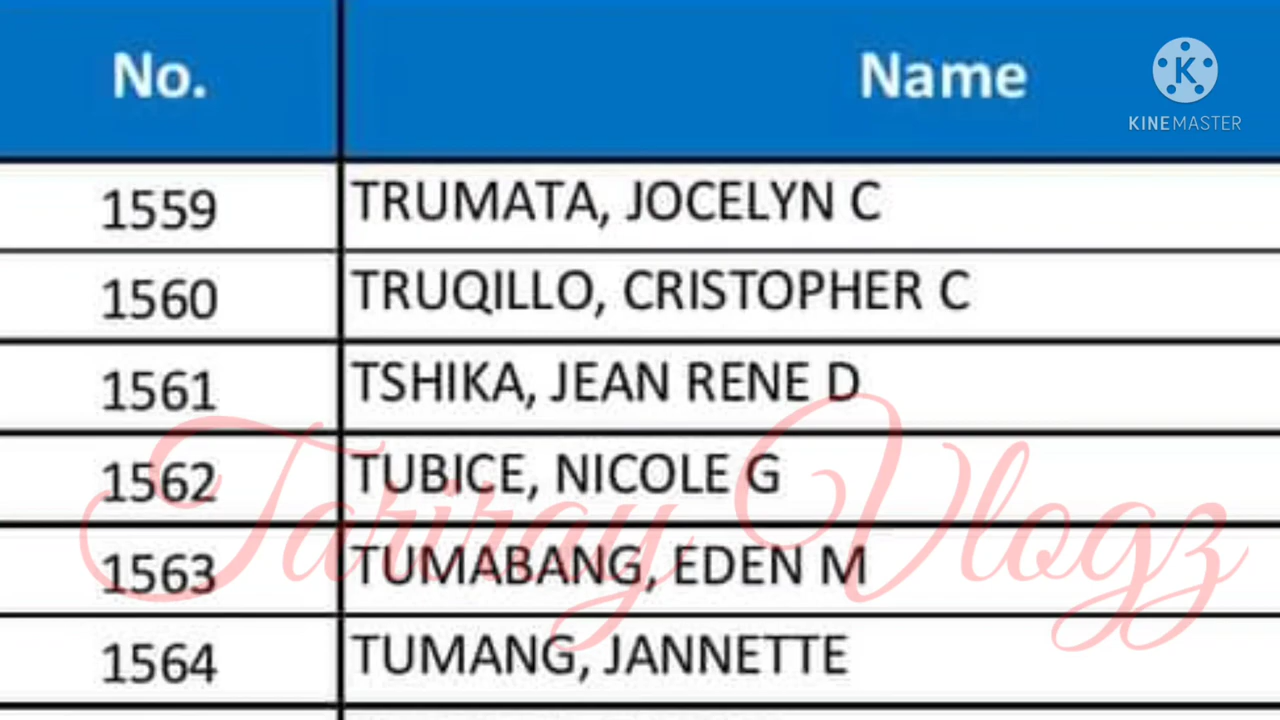 No. Name
KINEMASTER
1559 TRUMATA, JOCELYN C
1560 TRUQILLO, CRISTOPHER C
1561 TSHIKA, JEAN RENE D
1562 TUBICE, NICOLE G
1563 TUMABANG, EDEN M
1564 TUMANG, JANNETTE
Tariray Vlogz